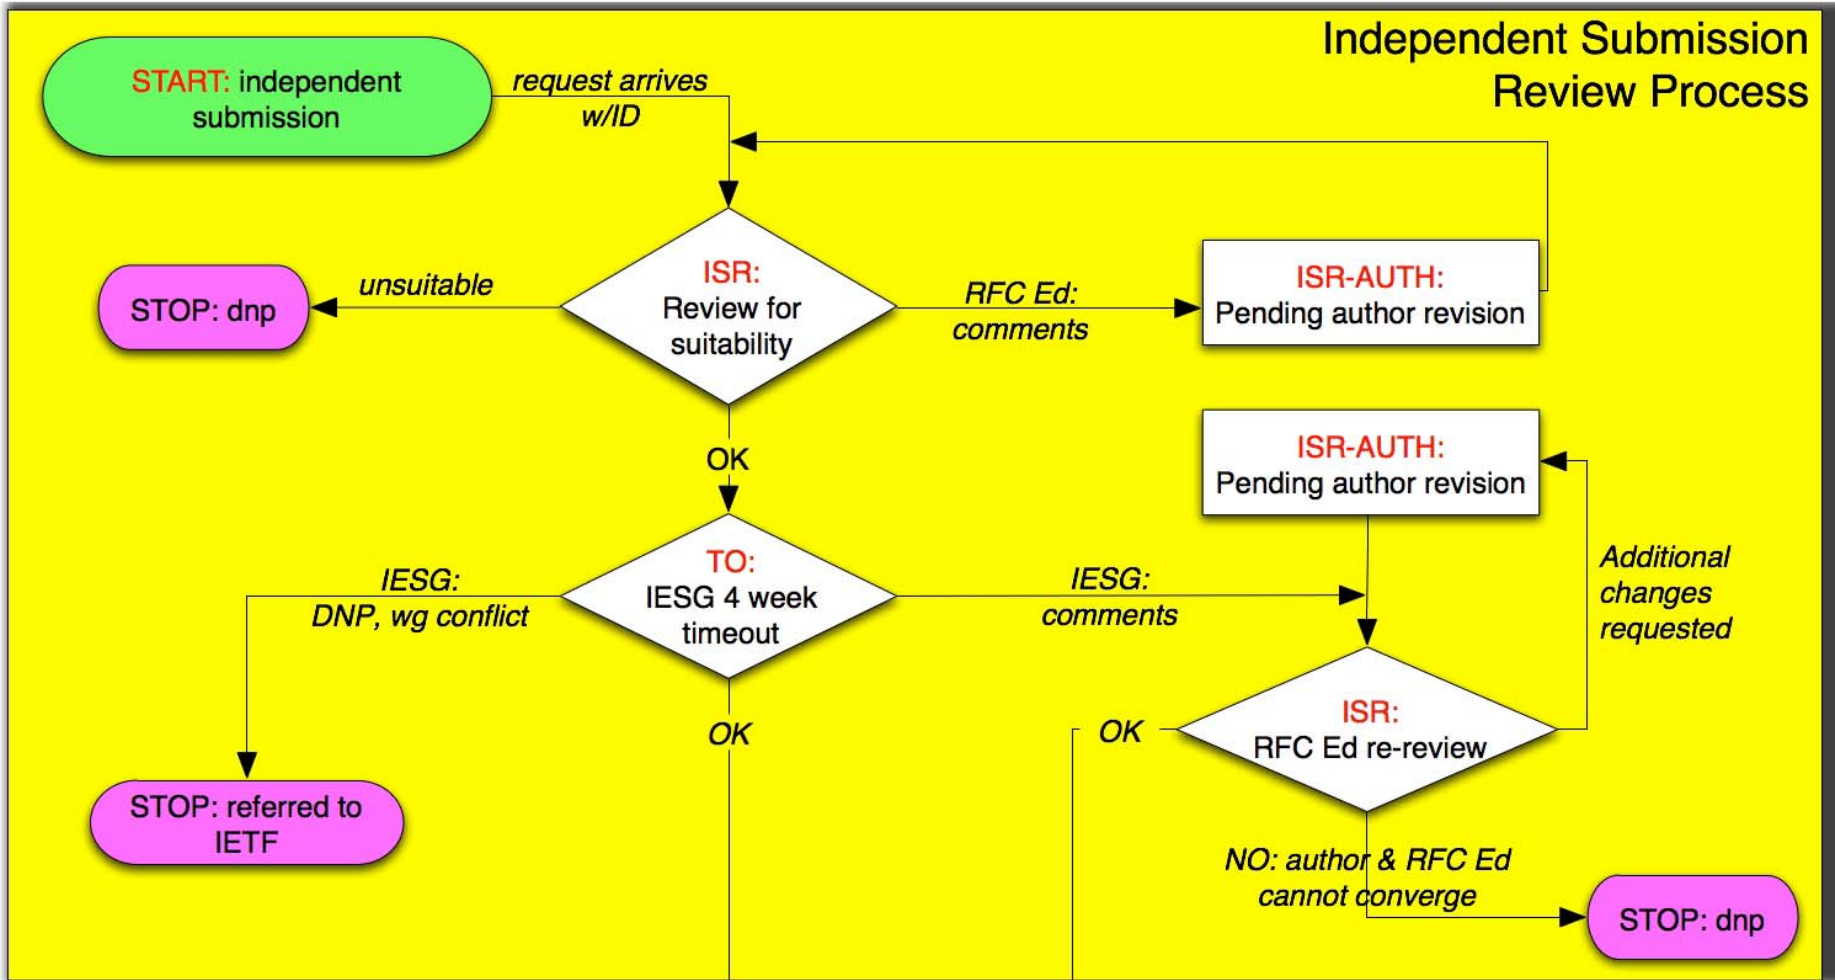 Independent Submission
Review Process
START: independent
submission
request arrives
w/ID
ISR:
Review for
suitability
unsuitable
STOP: dnp
RFC Ed:
comments
ISR-AUTH:
Pending author revision
OK
ISR-AUTH:
Pending author revision
TO:
IESG 4 week
timeout
IESG:
DNP, wg conflict
IESG:
comments
Additional
changes
requested
OK
OK
ISR:
RFC Ed re-review
STOP: referred to
IETF
NO: author & RFC Ed
cannot converge
STOP: dnp